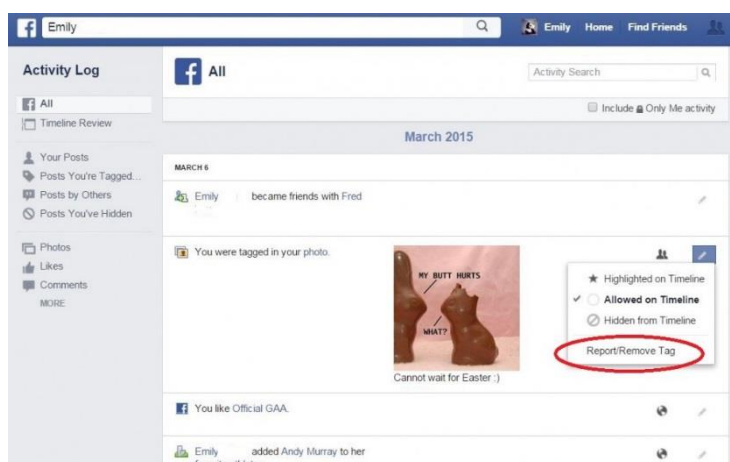 Emily
Emily Home Find Friends
Activity Log
All
Timeline Review
Your Posts
Posts You're Tagged...
Posts by Others
Posts You've Hidden
Photos
Likes
Comments
MORE
All
Activity Search
Include Only Me activity
March 2015
MARCH 6
Emily became friends with Fred
You were tagged in your photo.
MY BUTT HURTS
WHAT?
Cannot wait for Easter :)
Highlighted on Timeline
Allowed on Timeline
Hidden from Timeline
Report/Remove Tag
You like Official GAA.
Emily added Andy Murray to her